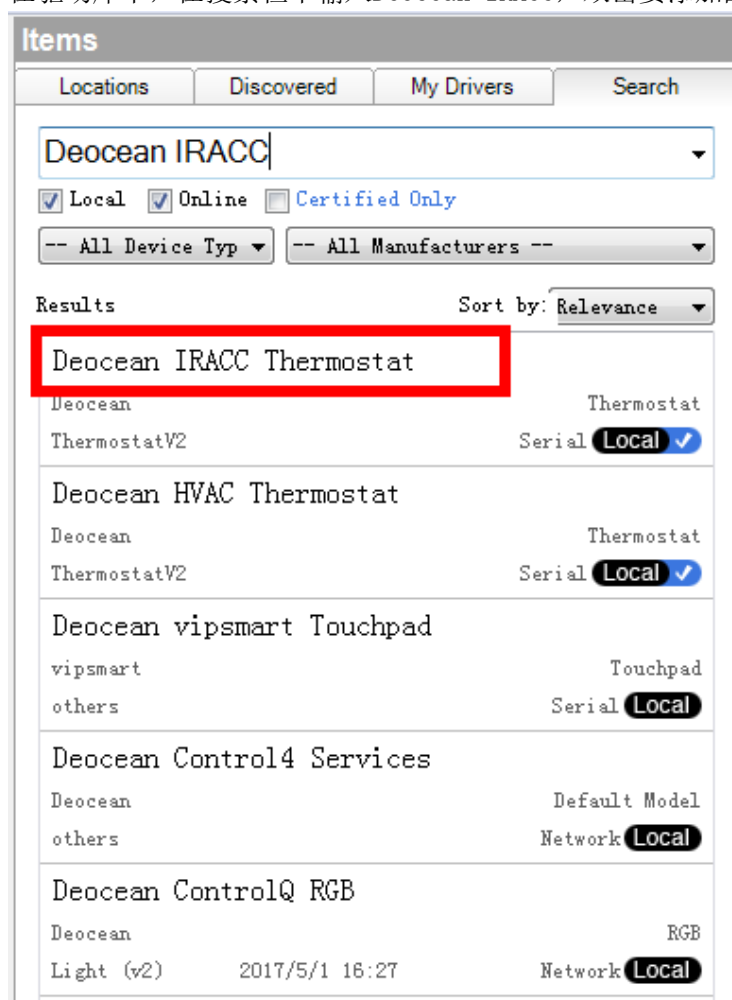 Items
Locations Discovered My Drivers Search
Deocean IRACC
Local Online Certified Only
-- All Device Typ -- All Manufacturers --
Results Sort by: Relevance
Deocean IRACC Thermostat
Deocean Thermostat
ThermostatV2 Serial Local
Deocean HVAC Thermostat
Deocean Thermostat
ThermostatV2 Serial Local
Deocean vipsmart Touchpad
vipsmart Touchpad
others Serial Local
Deocean Control4 Services
Deocean Default Model
others Network Local
Deocean ControlQ RGB
Deocean RGB
Light (v2) 2017/5/1 16:27 Network Local